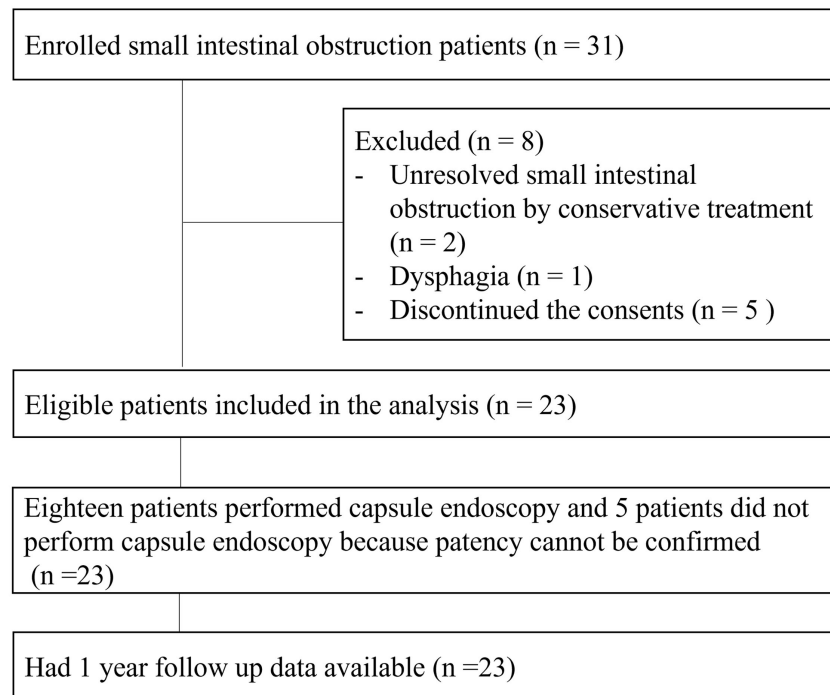 Enrolled small intestinal obstruction patients (n = 31)
Excluded (n = 8)
- Unresolved small intestinal
obstruction by conservative treatment
(n = 2)
- Dysphagia (n = 1)
- Discontinued the consents (n = 5 )
Eligible patients included in the analysis (n = 23)
Eighteen patients performed capsule endoscopy and 5 patients did not
perform capsule endoscopy because patency cannot be confirmed
(n =23)
Had 1 year follow up data available (n =23)